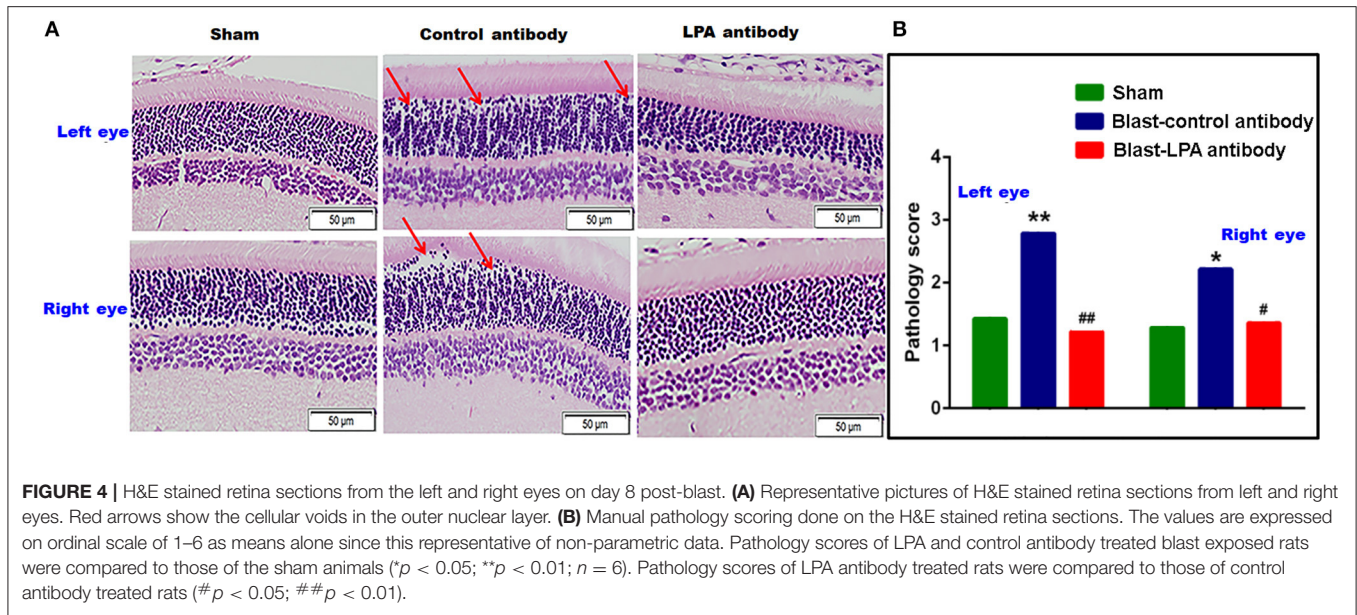 A
Sham
Control antibody
LPA antibody
Left eye
50 µm
50 µm
50 µm
Right eye
50 µm
50 µm
50 µm
B
Sham
Blast-control antibody
Blast-LPA antibody
Pathology score
4
3
2
1
0
Left eye
**
##
Right eye
*
#
FIGURE 4 | H&E stained retina sections from the left and right eyes on day 8 post-blast. (A) Representative pictures of H&E stained retina sections from left and right
eyes. Red arrows show the cellular voids in the outer nuclear layer. (B) Manual pathology scoring done on the H&E stained retina sections. The values are expressed
on ordinal scale of 1–6 as means alone since this representative of non-parametric data. Pathology scores of LPA and control antibody treated blast exposed rats
were compared to those of the sham animals (*p < 0.05; **p < 0.01; n = 6). Pathology scores of LPA antibody treated rats were compared to those of control
antibody treated rats (#p < 0.05; ##p < 0.01).